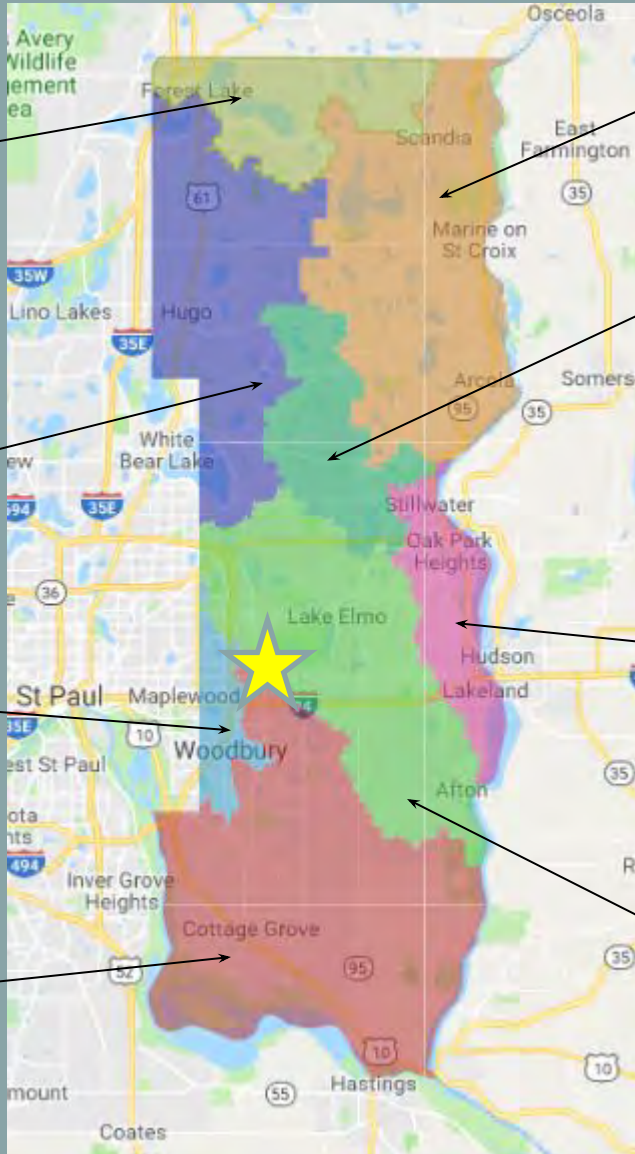 Osceola
Avery
Wildlife
gement
ea
Forest Lake
Scandia
East
Farmington
35
61
Marine on
St Croix
35W
Lino Lakes
Hugo
35E
Arcola
Somers
95
35
White
Bear Lake
ew
694
35E
Stillwater
Oak Park
Heights
36
Lake Elmo
Hudson
St Paul
Maplewood
Lakeland
35E
10
Woodbury
est St Paul
35
Afton
ota
hts
494
R
Inver Grove
Heights
Cottage Grove
52
95
35
10
10
mount
55
Hastings
Coates